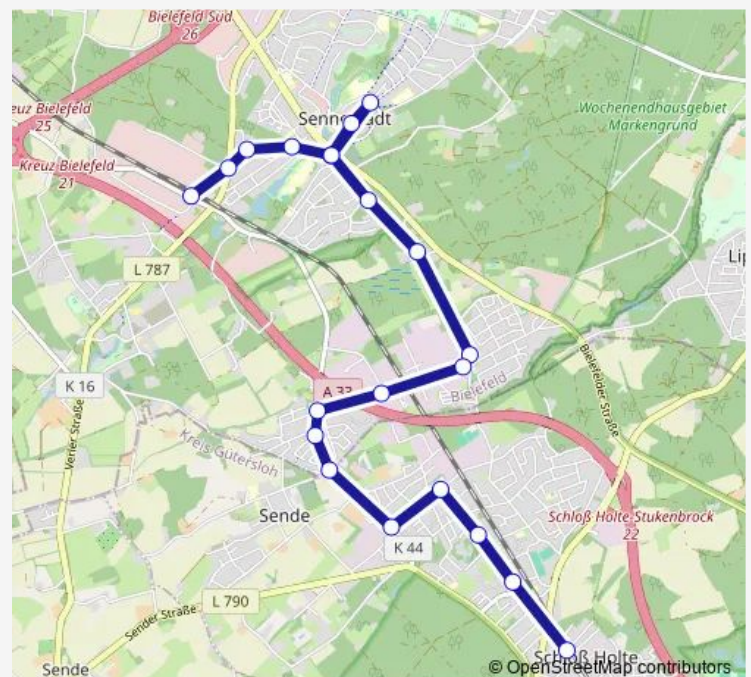 Bielefeld Süd
26
Kreuz Bielefeld
25
Kreuz Bielefeld
21
Wochenendhausgebiet
Markengrund
L 787
K 16
A 33
Bielefeld
Bielefelder Straße
Verler Straße
Kreis Gütersloh
Sende
Schloß Holte-Stukenbrock
22
K 44
L 790
Sender Straße
Sende
Schloß Holte
© OpenStreetMap contributors